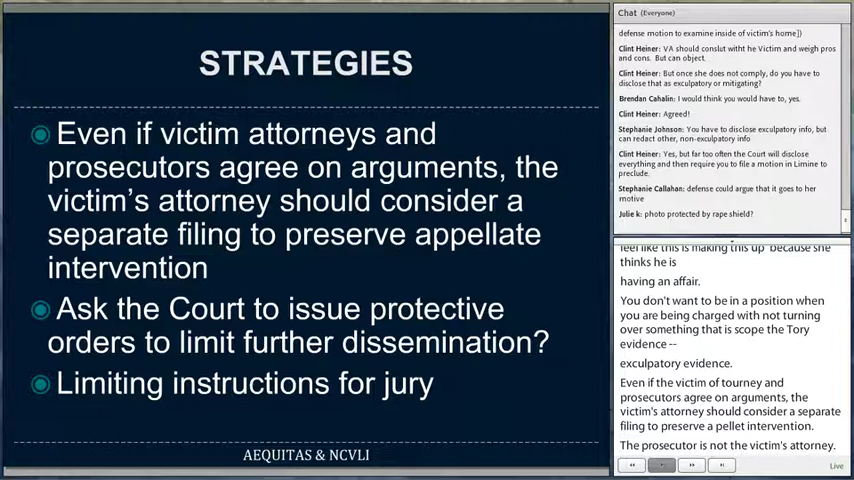 STRATEGIES
Even if victim attorneys and
prosecutors agree on arguments, the
victim's attorney should consider a
separate filing to preserve appellate
intervention
Ask the Court to issue protective
orders to limit further dissemination?
Limiting instructions for jury
AEQUITAS & NCVLI
Chat (Everyone)
defense motion to examine inside of victim's home])
Clint Heiner: VA should conslut witht he Victim and weigh pros
and cons. But can object.
Clint Heiner: But once she does not comply, do you have to
disclose that as exculpatory or mitigating?
Brendan Cahalin: I would think you would have to, yes.
Clint Heiner: Agreed!
Stephanie Johnson: You have to disclose exculpatory info, but
can redact other, non-exculpatory info
Clint Heiner: Yes, but far too often the Court will disclose
everything and then require you to file a motion in Limine to
preclude.
Stephanie Callahan: defense could argue that it goes to her
motive
Julie k: photo protected by rape shield?
feel like this is making this up because she
thinks he is
having an affair.
You don't want to be in a position when
you are being charged with not turning
over something that is scope the Tory
evidence --
exculpatory evidence.
Even if the victim of tourney and
prosecutors agree on arguments, the
victim's attorney should consider a separate
filing to preserve a pellet intervention.
The prosecutor is not the victim's attorney.
Live